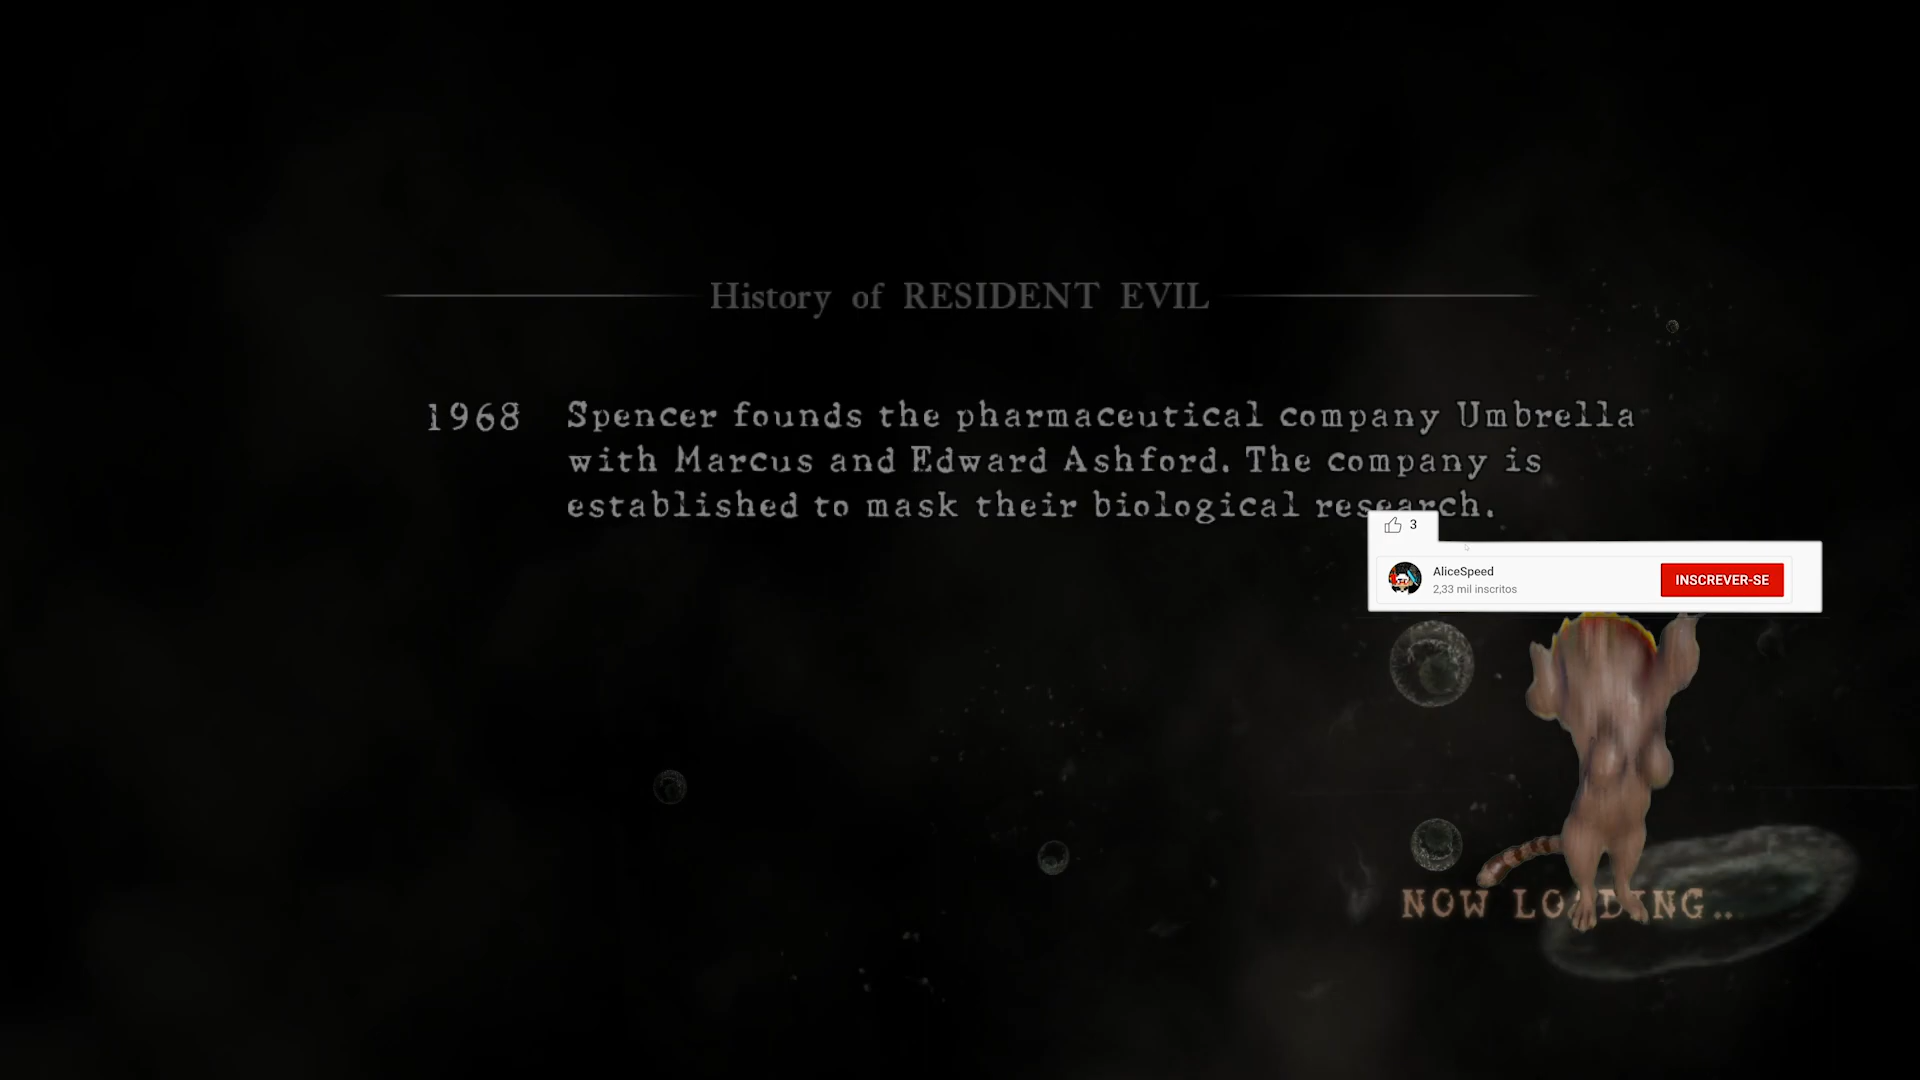 History of RESIDENT EVIL
1968 Spencer founds the pharmaceutical company Umbrella
with Marcus and Edward Ashford. The company is
established to mask their biological research.
3
AliceSpeed
2,33 mil inscritos
INSCREVER-SE
NOW LOADING..